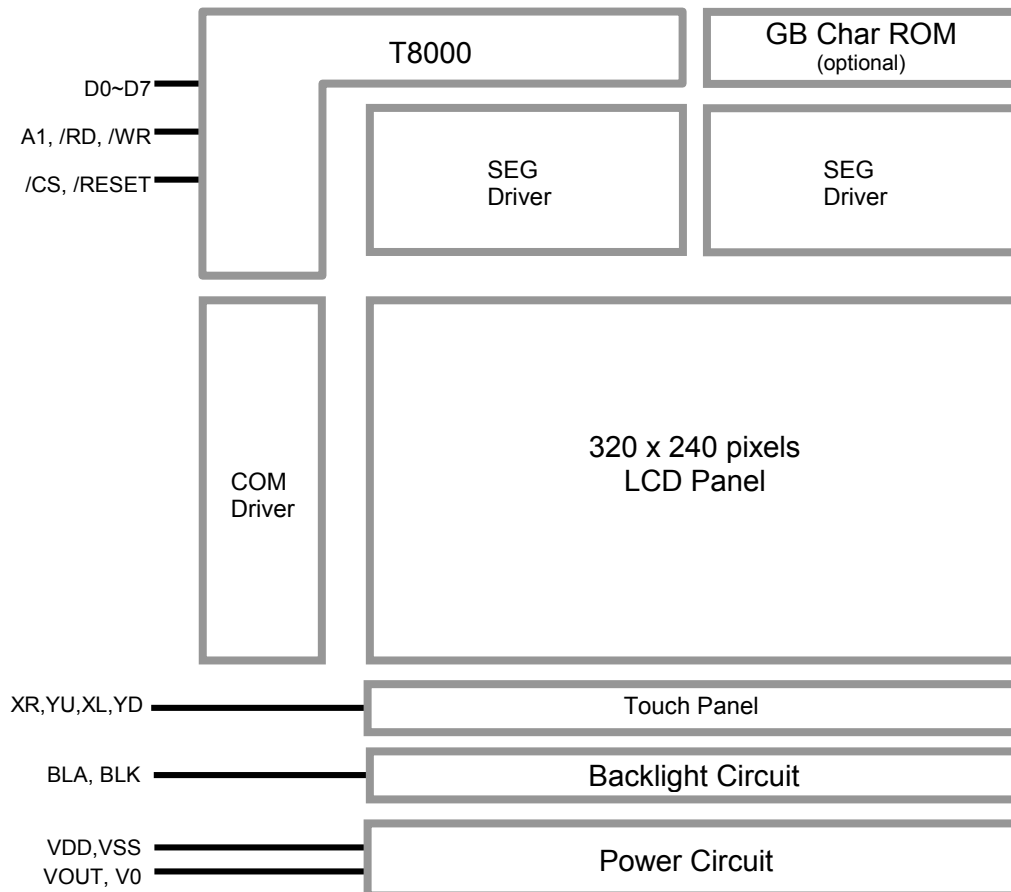 T8000
GB Char ROM
(optional)
D0~D7
A1, /RD, /WR
/CS, /RESET
SEG
Driver
SEG
Driver
COM
Driver
320 x 240 pixels
LCD Panel
XR,YU,XL,YD
Touch Panel
BLA, BLK
Backlight Circuit
VDD,VSS
VOUT, V0
Power Circuit